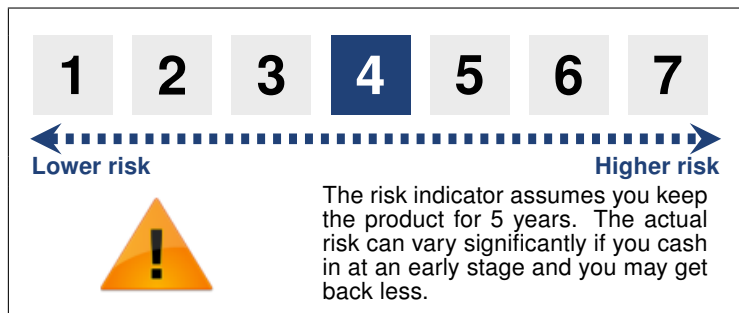 1 2 3 4 5 6 7
Lower risk Higher risk
The risk indicator assumes you keep
the product for 5 years. The actual
risk can vary significantly if you cash
in at an early stage and you may get
back less.